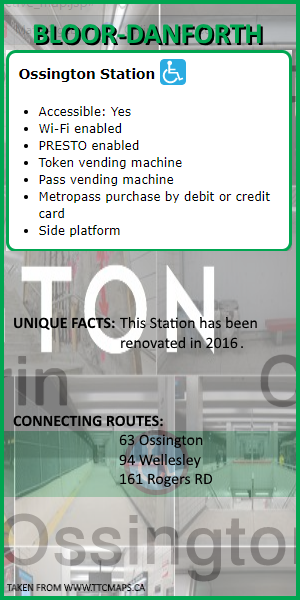 BLOOR-DANFORTH
Ossington Station
• Accessible: Yes
• Wi-Fi enabled
• PRESTO enabled
• Token vending machine
• Pass vending machine
• Metropass purchase by debit or credit
card
• Side platform
TON
UNIQUE FACTS: This Station has been
renovated in 2016.
rin
O
CONNECTING ROUTES:
63 Ossington
94 Wellesley
161 Rogers RD
Ossington
TAKEN FROM WWW.TTCMAPS.CA